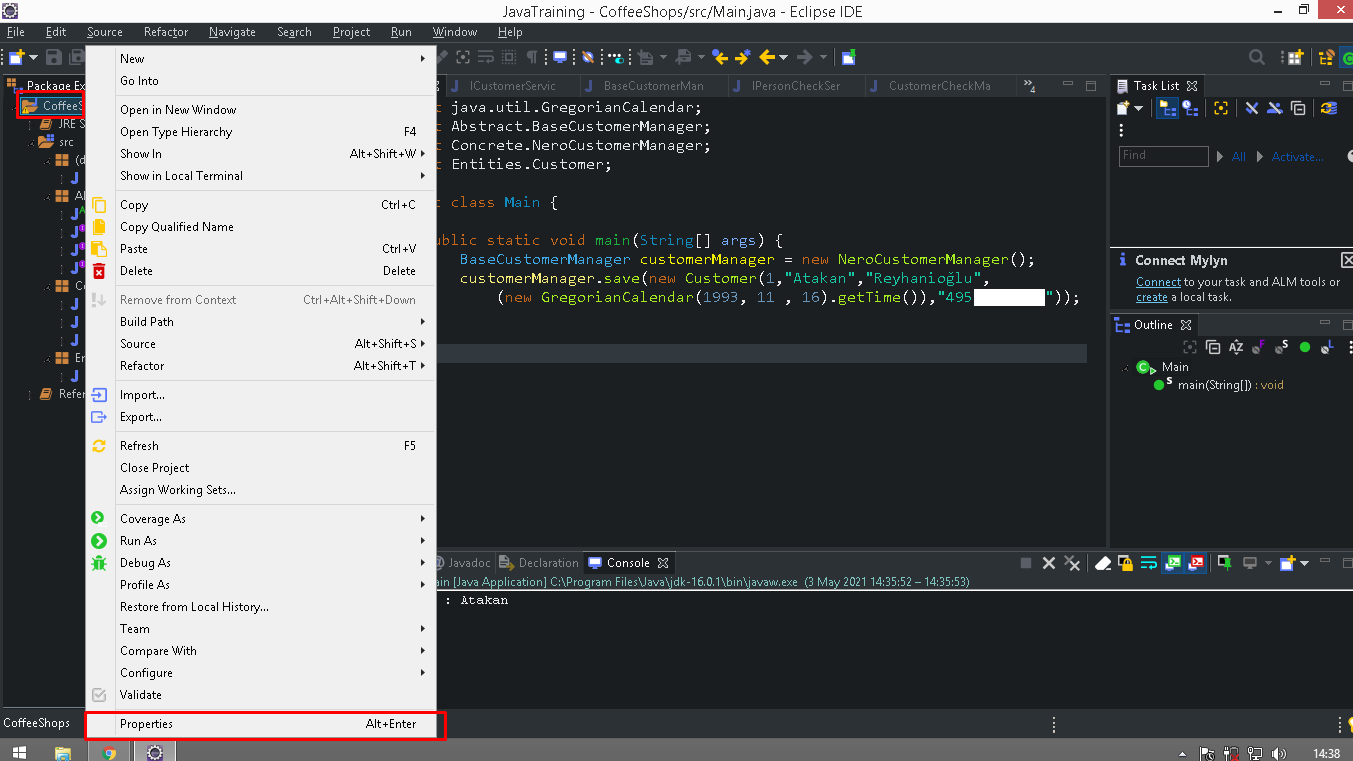 JavaTraining - CoffeeShops/src/Main.java - Eclipse IDE
File Edit Source Refactor Navigate Search Project Run Window Help
Package Ex
ICustomerServic BaseCustomerMan IPersonCheckSer CustomerCheckMa »4
Task List
CoffeeS
JRE S
src
(d
Al
Co
En
Refer
New
Go Into
Open in New Window
Open Type Hierarchy F4
Show In Alt+Shift+W
Show in Local Terminal
Copy Ctrl+C
Copy Qualified Name
Paste Ctrl+V
Delete Delete
Remove from Context Ctrl+Alt+Shift+Down
Build Path
Source Alt+Shift+S
Refactor Alt+Shift+T
Import...
Export...
Refresh F5
Close Project
Assign Working Sets...
Coverage As
Run As
Debug As
Profile As
Restore from Local History...
Team
Compare With
Configure
Validate
Properties Alt+Enter
t java.util.GregorianCalendar;
t Abstract.BaseCustomerManager;
t Concrete.NeroCustomerManager;
t Entities.Customer;
t class Main {
ublic static void main(String[] args) {
BaseCustomerManager customerManager = new NeroCustomerManager();
customerManager.save(new Customer(1,"Atakan","Reyhanioğlu",
(new GregorianCalendar(1993, 11 , 16).getTime()),"495 "));
Find All Activate...
Connect Mylyn
Connect to your task and ALM tools or
create a local task.
Outline
Main
main(String[]) : void
Javadoc Declaration Console
ain [Java Application] C:\Program Files\Java\jdk-16.0.1\bin\javaw.exe (3 May 2021 14:35:52 – 14:35:53)
: Atakan
CoffeeShops
14:38